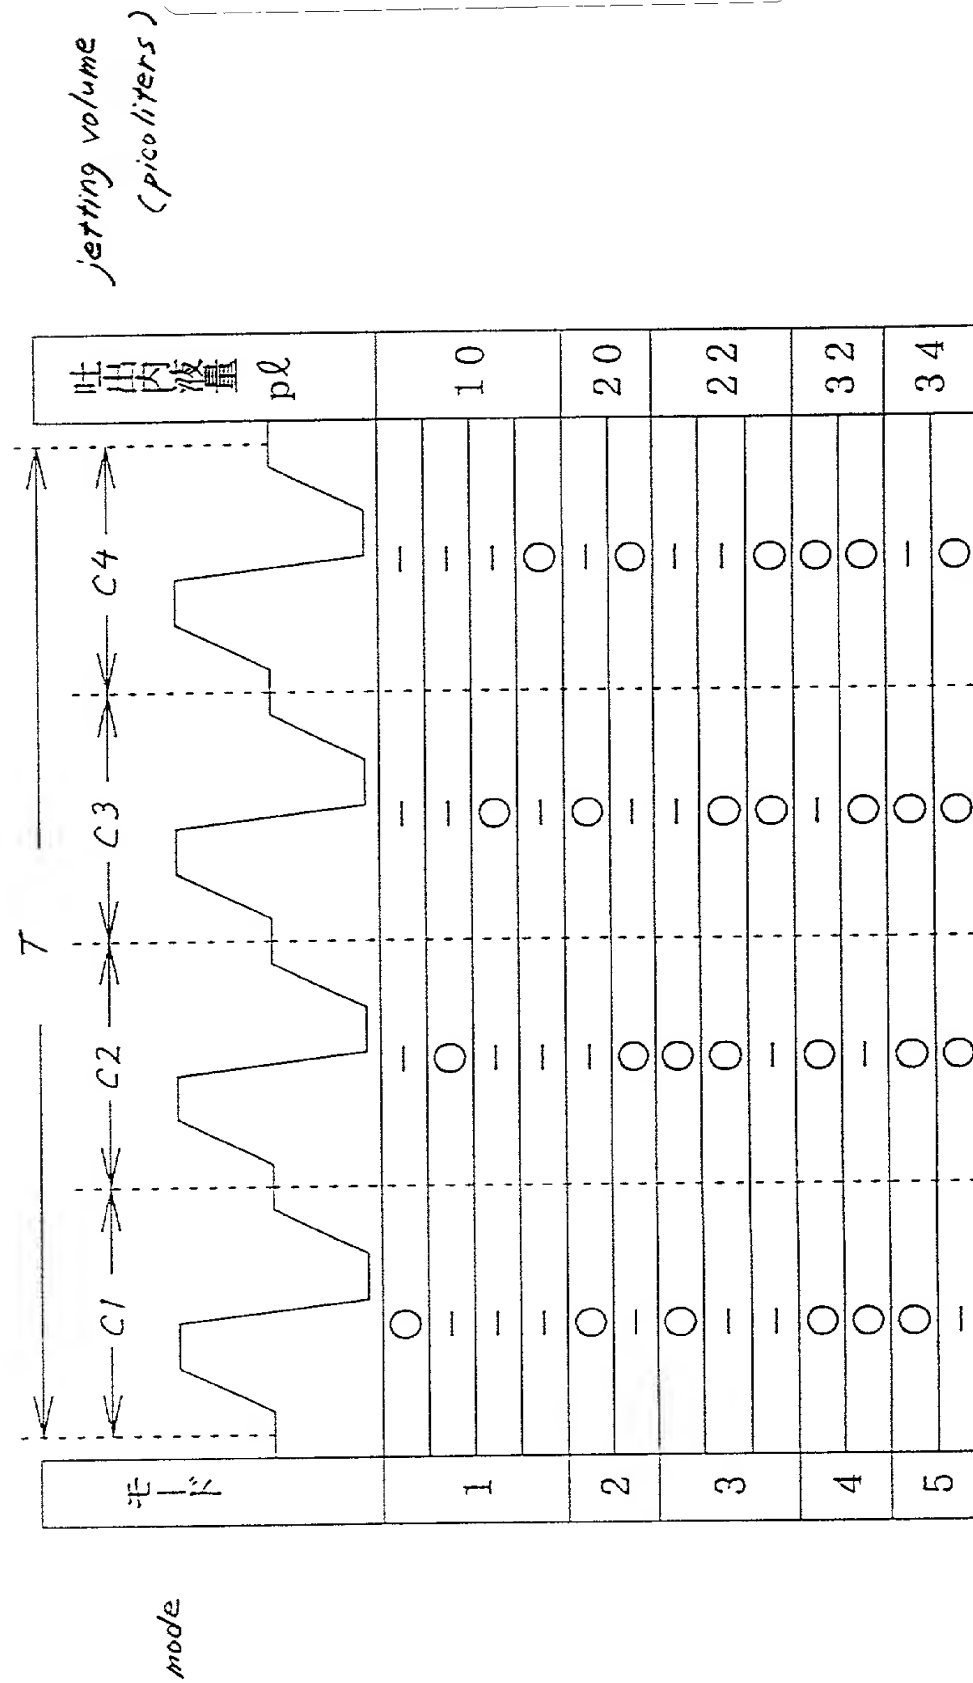 T
jetting volume
(picoliters)
C1 C2 C3 C4
mode
モード
吐出内液量
pℓ
○ − − −
− ○ − −
1 10
− − ○ −
− − − ○
○ − ○ −
2 20
− ○ − ○
○ ○ − −
3 − ○ ○ − 22
− − ○ ○
○ ○ − ○
4 32
○ − ○ ○
○ ○ ○ −
5 34
− ○ ○ ○